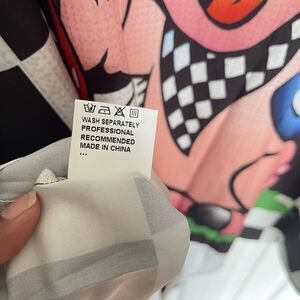 WASH SEPARATELY
PROFESSIONAL
RECOMMENDED
MADE IN CHINA
...